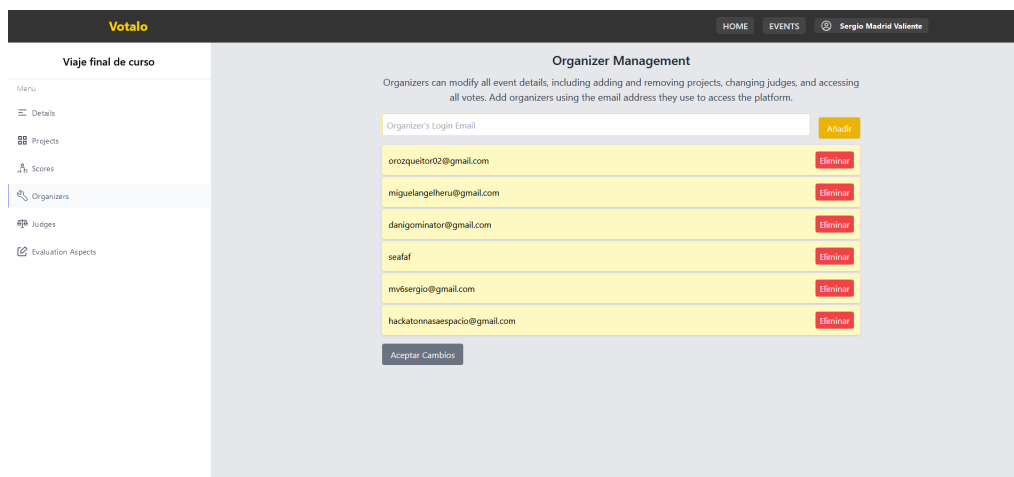 Votalo
HOME EVENTS Sergio Madrid Valiente
Viaje final de curso
Menu
Details
Projects
Scores
Organizers
Judges
Evaluation Aspects
Organizer Management
Organizers can modify all event details, including adding and removing projects, changing judges, and accessing
all votes. Add organizers using the email address they use to access the platform.
Organizer's Login Email Añadir
orozqueitor02@gmail.com Eliminar
miguelangelheru@gmail.com Eliminar
danigominator@gmail.com Eliminar
seafaf Eliminar
mv6sergio@gmail.com Eliminar
hackatonnasaespacio@gmail.com Eliminar
Aceptar Cambios